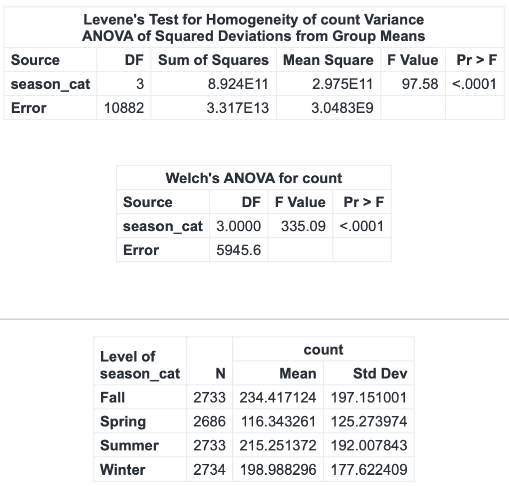 Levene's Test for Homogeneity of count Variance
ANOVA of Squared Deviations from Group Means
Source DF Sum of Squares Mean Square F Value Pr > F
season_cat 3 8.924E11 2.975E11 97.58 <.0001
Error 10882 3.317E13 3.0483E9
Welch's ANOVA for count
Source DF F Value Pr > F
season_cat 3.0000 335.09 <.0001
Error 5945.6
Level of season_cat N count
Mean Std Dev
Fall 2733 234.417124 197.151001
Spring 2686 116.343261 125.273974
Summer 2733 215.251372 192.007843
Winter 2734 198.988296 177.622409